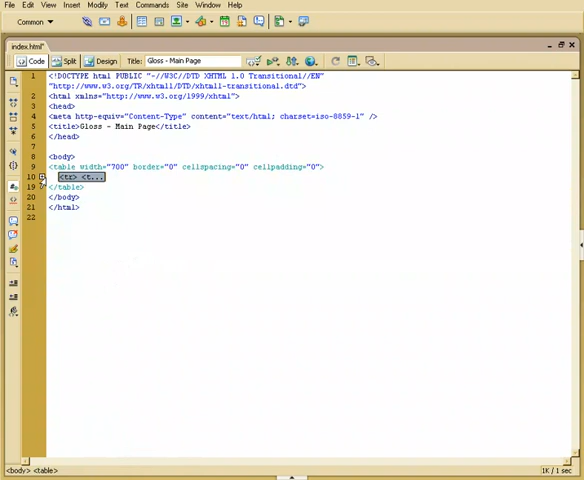 File Edit View Insert Modify Text Commands Site Window Help
Common
index.html*
Code Split Design Title: Gloss - Main Page
1 <!DOCTYPE html PUBLIC "-//W3C//DTD XHTML 1.0 Transitional//EN"
"http://www.w3.org/TR/xhtml1/DTD/xhtml1-transitional.dtd">
2 <html xmlns="http://www.w3.org/1999/xhtml">
3 <head>
4 <meta http-equiv="Content-Type" content="text/html; charset=iso-8859-1" />
5 <title>Gloss - Main Page</title>
6 </head>
7
8 <body>
9 <table width="700" border="0" cellspacing="0" cellpadding="0">
10 <tr> <t...
19 </table>
20 </body>
21 </html>
22
<body> <table>
1K / 1 sec